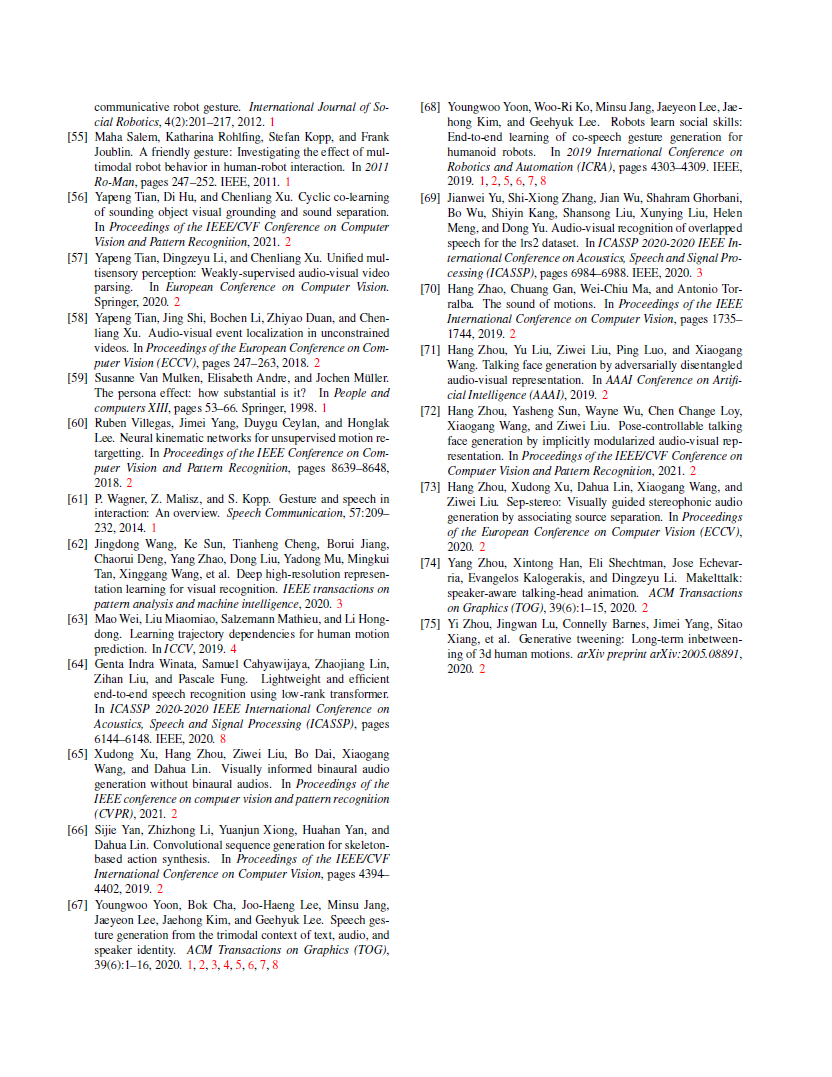 communicative robot gesture. International Journal of So-
cial Robotics, 4(2):201–217, 2012. 1
[55] Maha Salem, Katharina Rohlfing, Stefan Kopp, and Frank
Joublin. A friendly gesture: Investigating the effect of mul-
timodal robot behavior in human-robot interaction. In 2011
Ro-Man, pages 247–252. IEEE, 2011. 1
[56] Yapeng Tian, Di Hu, and Chenliang Xu. Cyclic co-learning
of sounding object visual grounding and sound separation.
In Proceedings of the IEEE/CVF Conference on Computer
Vision and Pattern Recognition, 2021. 2
[57] Yapeng Tian, Dingzeyu Li, and Chenliang Xu. Unified mul-
tisensory perception: Weakly-supervised audio-visual video
parsing. In European Conference on Computer Vision.
Springer, 2020. 2
[58] Yapeng Tian, Jing Shi, Bochen Li, Zhiyao Duan, and Chen-
liang Xu. Audio-visual event localization in unconstrained
videos. In Proceedings of the European Conference on Com-
puter Vision (ECCV), pages 247–263, 2018. 2
[59] Susanne Van Mulken, Elisabeth Andre, and Jochen Müller.
The persona effect: how substantial is it? In People and
computers XIII, pages 53–66. Springer, 1998. 1
[60] Ruben Villegas, Jimei Yang, Duygu Ceylan, and Honglak
Lee. Neural kinematic networks for unsupervised motion re-
targetting. In Proceedings of the IEEE Conference on Com-
puter Vision and Pattern Recognition, pages 8639–8648,
2018. 2
[61] P. Wagner, Z. Malisz, and S. Kopp. Gesture and speech in
interaction: An overview. Speech Communication, 57:209–
232, 2014. 1
[62] Jingdong Wang, Ke Sun, Tianheng Cheng, Borui Jiang,
Chaorui Deng, Yang Zhao, Dong Liu, Yadong Mu, Mingkui
Tan, Xinggang Wang, et al. Deep high-resolution represen-
tation learning for visual recognition. IEEE transactions on
pattern analysis and machine intelligence, 2020. 3
[63] Mao Wei, Liu Miaomiao, Salzemann Mathieu, and Li Hong-
dong. Learning trajectory dependencies for human motion
prediction. In ICCV, 2019. 4
[64] Genta Indra Winata, Samuel Cahyawijaya, Zhaojiang Lin,
Zihan Liu, and Pascale Fung. Lightweight and efficient
end-to-end speech recognition using low-rank transformer.
In ICASSP 2020-2020 IEEE International Conference on
Acoustics, Speech and Signal Processing (ICASSP), pages
6144–6148. IEEE, 2020. 8
[65] Xudong Xu, Hang Zhou, Ziwei Liu, Bo Dai, Xiaogang
Wang, and Dahua Lin. Visually informed binaural audio
generation without binaural audios. In Proceedings of the
IEEE conference on computer vision and pattern recognition
(CVPR), 2021. 2
[66] Sijie Yan, Zhizhong Li, Yuanjun Xiong, Huahan Yan, and
Dahua Lin. Convolutional sequence generation for skeleton-
based action synthesis. In Proceedings of the IEEE/CVF
International Conference on Computer Vision, pages 4394–
4402, 2019. 2
[67] Youngwoo Yoon, Bok Cha, Joo-Haeng Lee, Minsu Jang,
Jaeyeon Lee, Jaehong Kim, and Geehyuk Lee. Speech ges-
ture generation from the trimodal context of text, audio, and
speaker identity. ACM Transactions on Graphics (TOG),
39(6):1–16, 2020. 1, 2, 3, 4, 5, 6, 7, 8
[68] Youngwoo Yoon, Woo-Ri Ko, Minsu Jang, Jaeyeon Lee, Jae-
hong Kim, and Geehyuk Lee. Robots learn social skills:
End-to-end learning of co-speech gesture generation for
humanoid robots. In 2019 International Conference on
Robotics and Automation (ICRA), pages 4303–4309. IEEE,
2019. 1, 2, 5, 6, 7, 8
[69] Jianwei Yu, Shi-Xiong Zhang, Jian Wu, Shahram Ghorbani,
Bo Wu, Shiyin Kang, Shansong Liu, Xunying Liu, Helen
Meng, and Dong Yu. Audio-visual recognition of overlapped
speech for the lrs2 dataset. In ICASSP 2020-2020 IEEE In-
ternational Conference on Acoustics, Speech and Signal Pro-
cessing (ICASSP), pages 6984–6988. IEEE, 2020. 3
[70] Hang Zhao, Chuang Gan, Wei-Chiu Ma, and Antonio Tor-
ralba. The sound of motions. In Proceedings of the IEEE
International Conference on Computer Vision, pages 1735–
1744, 2019. 2
[71] Hang Zhou, Yu Liu, Ziwei Liu, Ping Luo, and Xiaogang
Wang. Talking face generation by adversarially disentangled
audio-visual representation. In AAAI Conference on Artifi-
cial Intelligence (AAAI), 2019. 2
[72] Hang Zhou, Yasheng Sun, Wayne Wu, Chen Change Loy,
Xiaogang Wang, and Ziwei Liu. Pose-controllable talking
face generation by implicitly modularized audio-visual rep-
resentation. In Proceedings of the IEEE/CVF Conference on
Computer Vision and Pattern Recognition, 2021. 2
[73] Hang Zhou, Xudong Xu, Dahua Lin, Xiaogang Wang, and
Ziwei Liu. Sep-stereo: Visually guided stereophonic audio
generation by associating source separation. In Proceedings
of the European Conference on Computer Vision (ECCV),
2020. 2
[74] Yang Zhou, Xintong Han, Eli Shechtman, Jose Echevar-
ria, Evangelos Kalogerakis, and Dingzeyu Li. Makelttalk:
speaker-aware talking-head animation. ACM Transactions
on Graphics (TOG), 39(6):1–15, 2020. 2
[75] Yi Zhou, Jingwan Lu, Connelly Barnes, Jimei Yang, Sitao
Xiang, et al. Generative tweening: Long-term inbetween-
ing of 3d human motions. arXiv preprint arXiv:2005.08891,
2020. 2